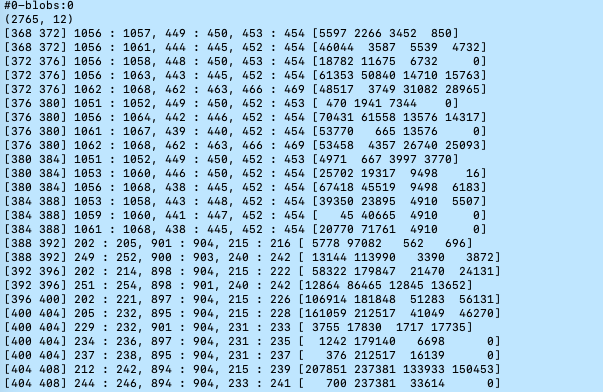 #0-blobs:0
(2765, 12)
[368 372] 1056 : 1057, 449 : 450, 453 : 454 [5597 2266 3452  850]
[368 372] 1056 : 1061, 444 : 445, 452 : 454 [46044  3587  5539  4732]
[372 376] 1056 : 1058, 448 : 450, 453 : 454 [18782 11675  6732     0]
[372 376] 1056 : 1063, 443 : 445, 452 : 454 [61353 50840 14710 15763]
[372 376] 1062 : 1068, 462 : 463, 466 : 469 [48517  3749 31082 28965]
[376 380] 1051 : 1052, 449 : 450, 452 : 453 [ 470 1941 7344    0]
[376 380] 1056 : 1064, 442 : 446, 452 : 454 [70431 61558 13576 14317]
[376 380] 1061 : 1067, 439 : 440, 452 : 454 [53770   665 13576     0]
[376 380] 1062 : 1068, 462 : 463, 466 : 469 [53458  4357 26740 25093]
[380 384] 1051 : 1052, 449 : 450, 452 : 453 [4971  667 3997 3770]
[380 384] 1053 : 1060, 446 : 450, 452 : 454 [25702 19317  9498    16]
[380 384] 1056 : 1068, 438 : 445, 452 : 454 [67418 45519  9498  6183]
[384 388] 1053 : 1058, 443 : 448, 452 : 454 [39350 23895  4910  5507]
[384 388] 1059 : 1060, 441 : 447, 452 : 454 [   45 40665  4910     0]
[384 388] 1061 : 1068, 438 : 445, 452 : 454 [20770 71761  4910     0]
[388 392] 202 : 205, 901 : 904, 215 : 216 [ 5778 97082   562   696]
[388 392] 249 : 252, 900 : 903, 240 : 242 [ 13144 113990   3390   3872]
[392 396] 202 : 214, 898 : 904, 215 : 222 [ 58322 179847  21470  24131]
[392 396] 251 : 254, 898 : 901, 240 : 242 [12864 86465 12845 13652]
[396 400] 202 : 221, 897 : 904, 215 : 226 [106914 181848  51283  56131]
[400 404] 205 : 232, 895 : 904, 215 : 228 [161059 212517  41049  46270]
[400 404] 229 : 232, 901 : 904, 231 : 233 [ 3755 17830  1717 17735]
[400 404] 234 : 236, 897 : 904, 231 : 235 [  1242 179140   6698      0]
[400 404] 237 : 238, 895 : 904, 231 : 237 [   376 212517  16139      0]
[404 408] 212 : 242, 894 : 904, 215 : 239 [207851 237381 133933 150453]
[404 408] 244 : 246, 894 : 904, 233 : 241 [   700 237381  33614      0]